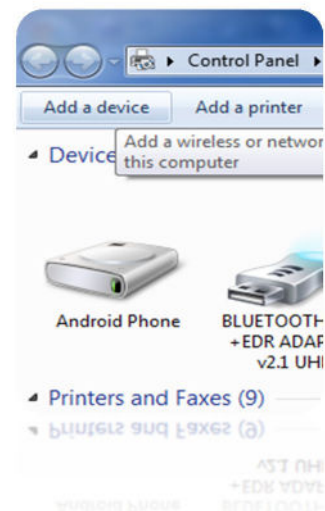 Control Panel
Add a device Add a printer
Device
Add a wireless or networ
this computer
Android Phone
BLUETOOTH
+EDR ADAP
v2.1 UHE
Printers and Faxes (9)